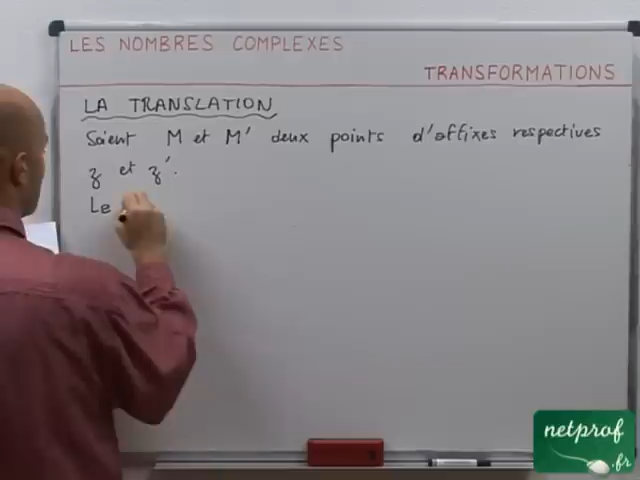 LES NOMBRES COMPLEXES
TRANSFORMATIONS
LA TRANSLATION
Soient M et M' deux points d'affixes respectives
z et z'.
Le
netprof
.fr